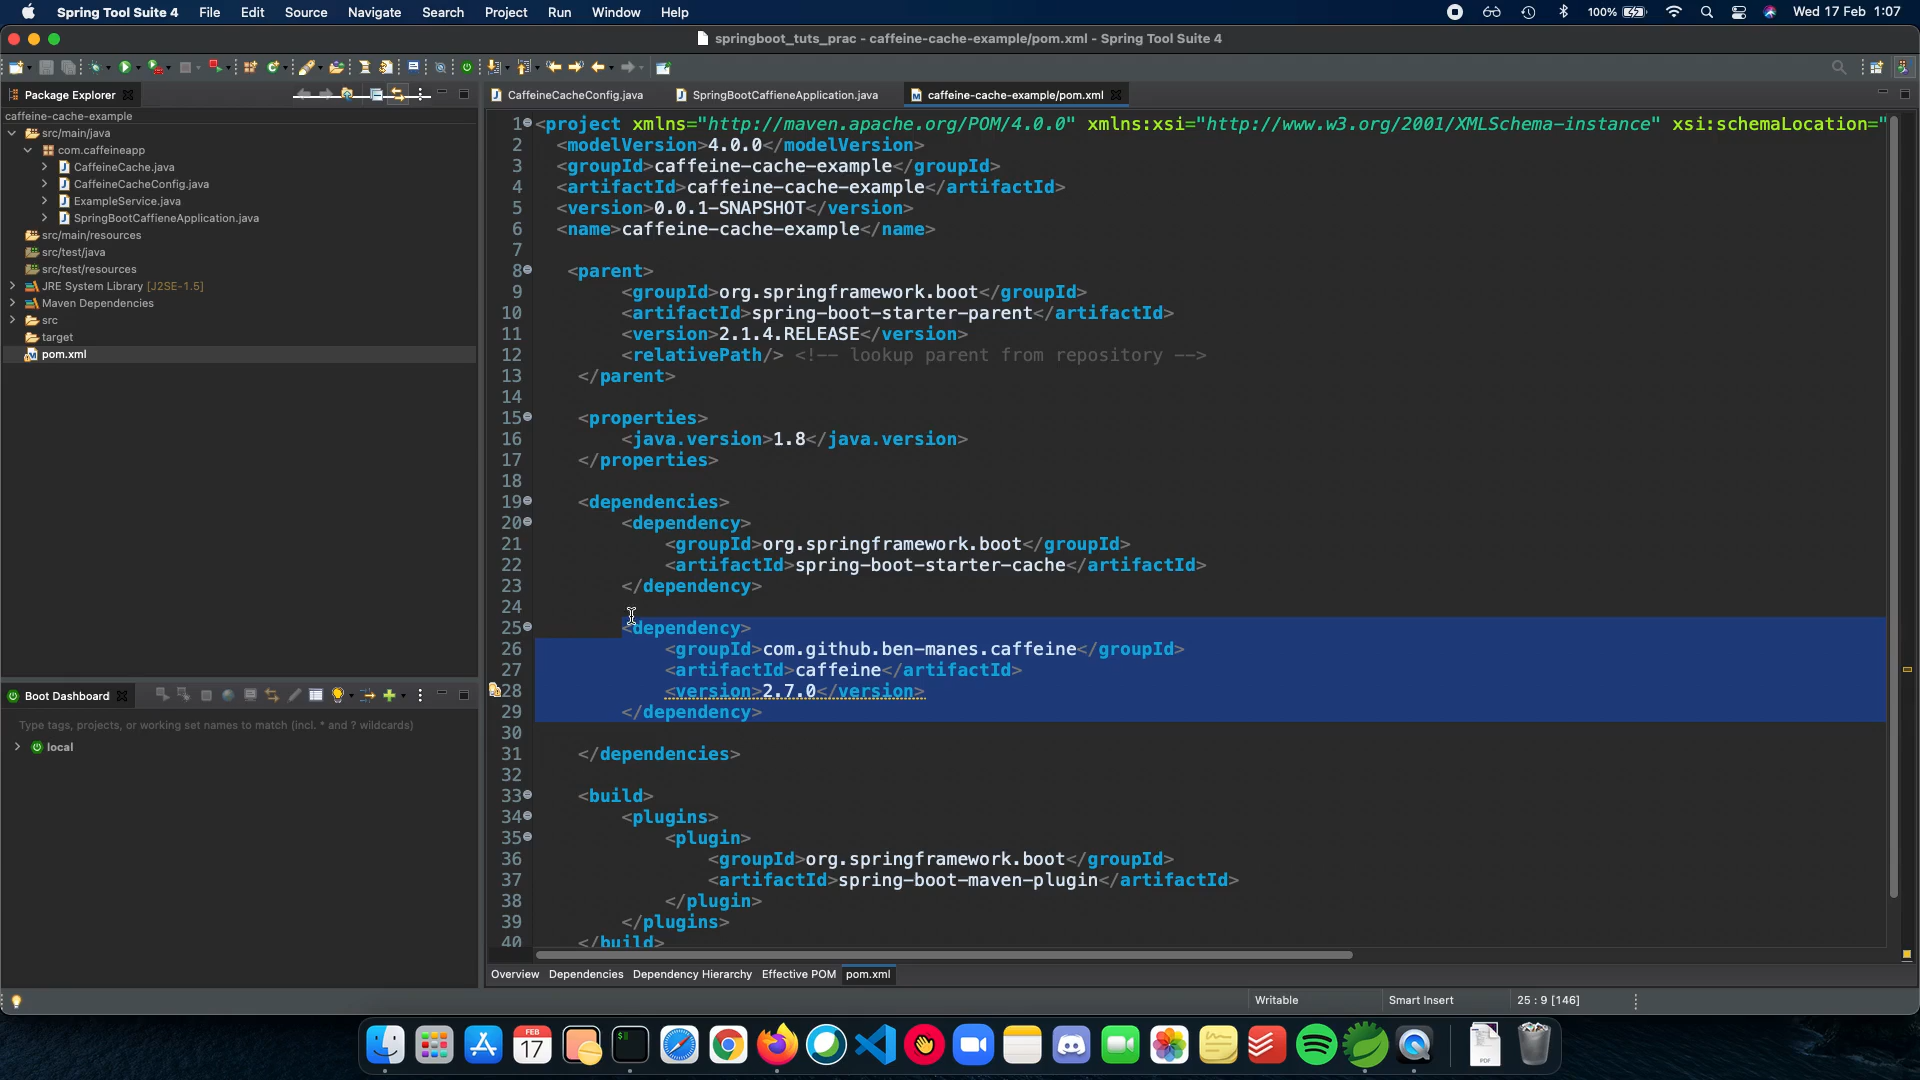 Spring Tool Suite 4 File Edit Source Navigate Search Project Run Window Help 100% Wed 17 Feb 1:07
springboot_tuts_prac - caffeine-cache-example/pom.xml - Spring Tool Suite 4
Package Explorer
CaffeineCacheConfig.java SpringBootCaffieneApplication.java caffeine-cache-example/pom.xml
caffeine-cache-example
src/main/java
com.caffeineapp
CaffeineCache.java
CaffeineCacheConfig.java
ExampleService.java
SpringBootCaffieneApplication.java
src/main/resources
src/test/java
src/test/resources
JRE System Library [J2SE-1.5]
Maven Dependencies
src
target
pom.xml
Boot Dashboard
Type tags, projects, or working set names to match (incl. * and ? wildcards)
local
1 <project xmlns="http://maven.apache.org/POM/4.0.0" xmlns:xsi="http://www.w3.org/2001/XMLSchema-instance" xsi:schemaLocation="
2 <modelVersion>4.0.0</modelVersion>
3 <groupId>caffeine-cache-example</groupId>
4 <artifactId>caffeine-cache-example</artifactId>
5 <version>0.0.1-SNAPSHOT</version>
6 <name>caffeine-cache-example</name>
7
8 <parent>
9 <groupId>org.springframework.boot</groupId>
10 <artifactId>spring-boot-starter-parent</artifactId>
11 <version>2.1.4.RELEASE</version>
12 <relativePath/> <!-- lookup parent from repository -->
13 </parent>
14
15 <properties>
16 <java.version>1.8</java.version>
17 </properties>
18
19 <dependencies>
20 <dependency>
21 <groupId>org.springframework.boot</groupId>
22 <artifactId>spring-boot-starter-cache</artifactId>
23 </dependency>
24
25 <dependency>
26 <groupId>com.github.ben-manes.caffeine</groupId>
27 <artifactId>caffeine</artifactId>
28 <version>2.7.0</version>
29 </dependency>
30
31 </dependencies>
32
33 <build>
34 <plugins>
35 <plugin>
36 <groupId>org.springframework.boot</groupId>
37 <artifactId>spring-boot-maven-plugin</artifactId>
38 </plugin>
39 </plugins>
40 </build>
Overview Dependencies Dependency Hierarchy Effective POM pom.xml
Writable Smart Insert 25 : 9 [146]
FEB
17
PDF